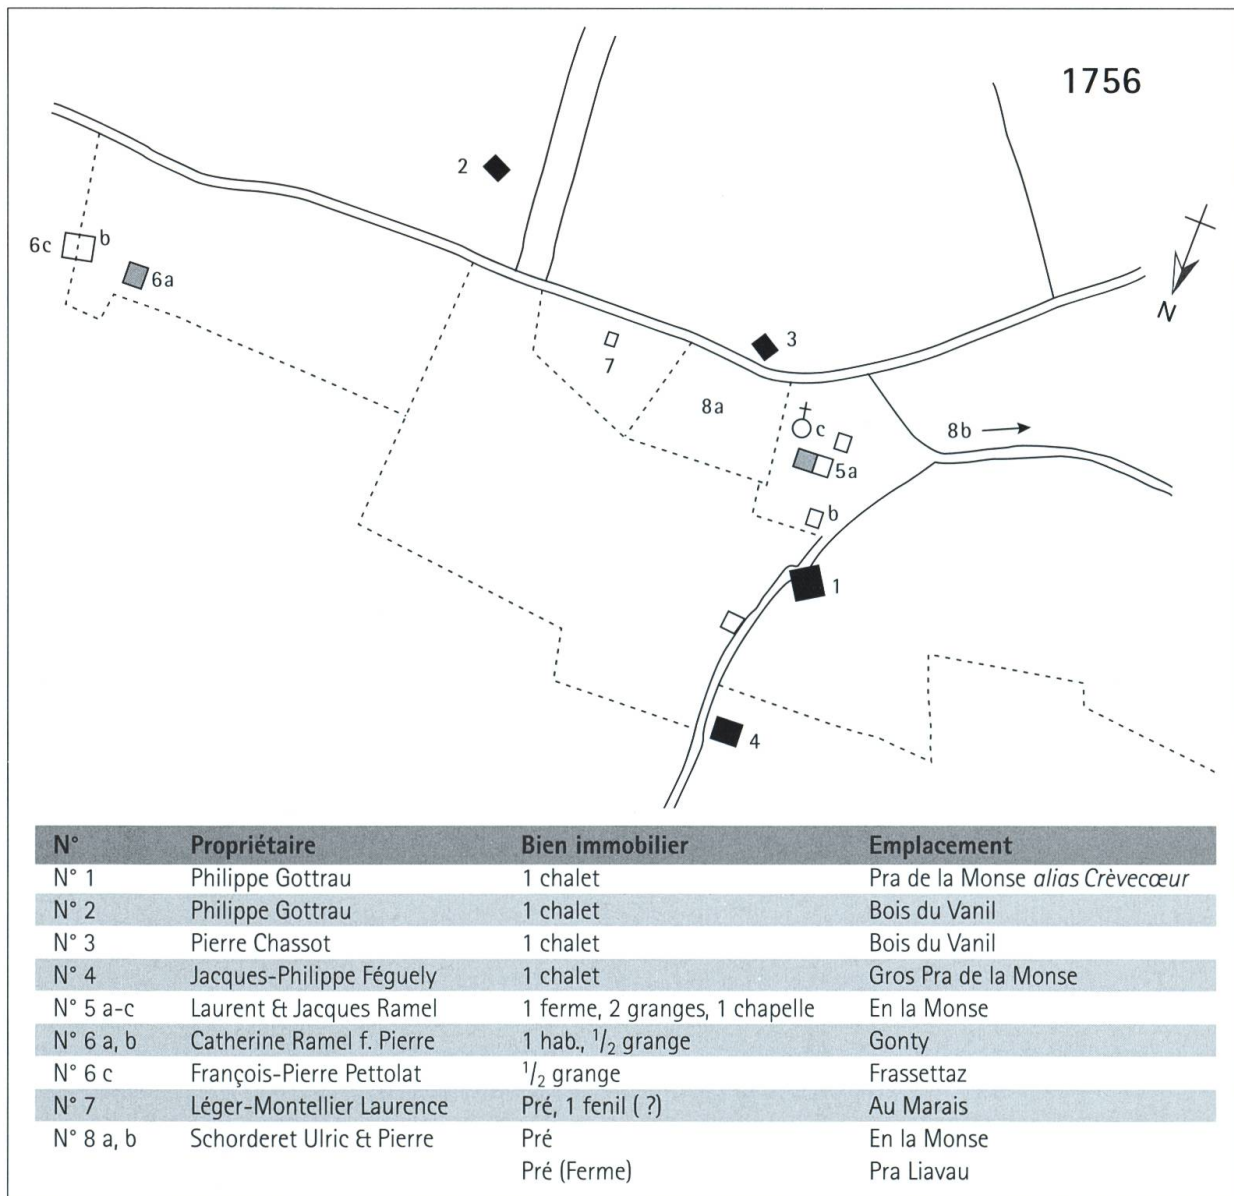 1756
2
6c
b
6a
N
3
7
8a
8b
c
5a
b
1
4
N° Propriétaire Bien immobilier Emplacement
N° 1 Philippe Gottrau 1 chalet Pra de la Monse alias Crèvecœur
N° 2 Philippe Gottrau 1 chalet Bois du Vanil
N° 3 Pierre Chassot 1 chalet Bois du Vanil
N° 4 Jacques-Philippe Féguely 1 chalet Gros Pra de la Monse
N° 5 a-c Laurent & Jacques Ramel 1 ferme, 2 granges, 1 chapelle En la Monse
N° 6 a, b Catherine Ramel f. Pierre 1 hab., 1/2 grange Gonty
N° 6 c François-Pierre Pettolat 1/2 grange Frassettaz
N° 7 Léger-Montellier Laurence Pré, 1 fenil ( ?) Au Marais
N° 8 a, b Schorderet Ulric & Pierre Pré En la Monse
Pré (Ferme) Pra Liavau